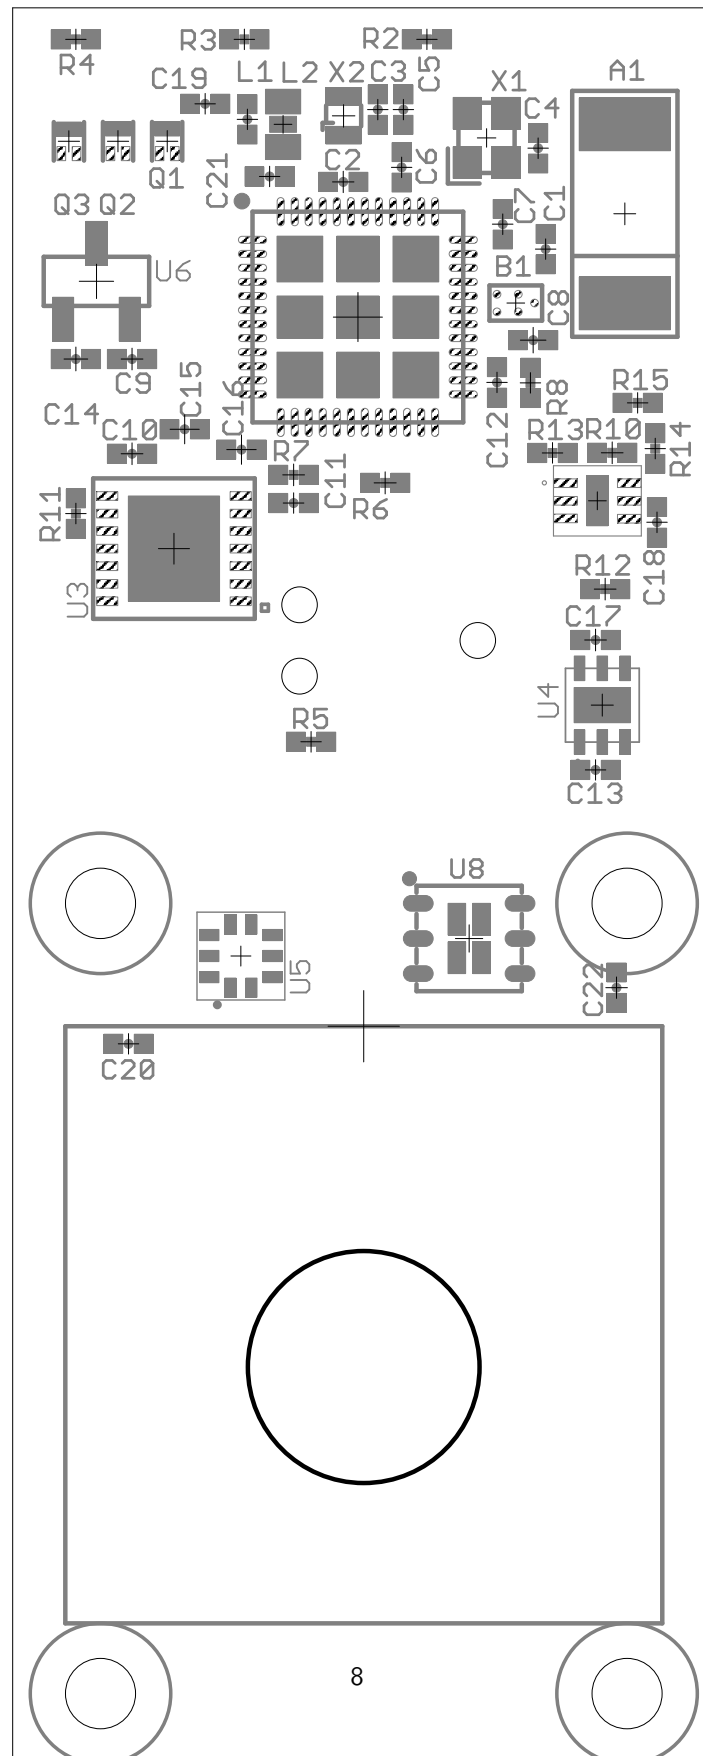 R4 R3 R2
C19 L1 L2 X2 C3 C5 X1 C4 A1
Q1 C21 C2 C6
Q3 Q2 C7 C1
U6 B1 C8
C9 C15 C16 C12 R8 R15
C14 C10 R7 C11 R6 R13 R10 R14
R11 U3 C18
R12
C17
U4
R5
C13
U8
U5 C22
C20
8